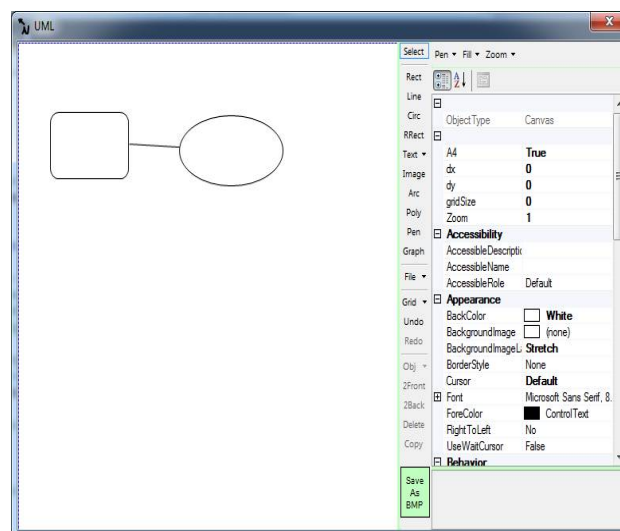 UML
X
Select
Rect
Line
Circ
RRect
Text
Image
Arc
Poly
Pen
Graph
File
Grid
Undo
Redo
Obj
2Front
2Back
Delete
Copy
Save
As
BMP
Pen Fill Zoom
ObjectType Canvas
A4 True
dx 0
dy 0
gridSize 0
Zoom 1
Accessibility
AccessibleDescriptic
AccessibleName
AccessibleRole Default
Appearance
BackColor White
BackgroundImage (none)
BackgroundImageLa Stretch
BorderStyle None
Cursor Default
Font Microsoft Sans Serif, 8.
ForeColor ControlText
RightToLeft No
UseWaitCursor False
Behavior